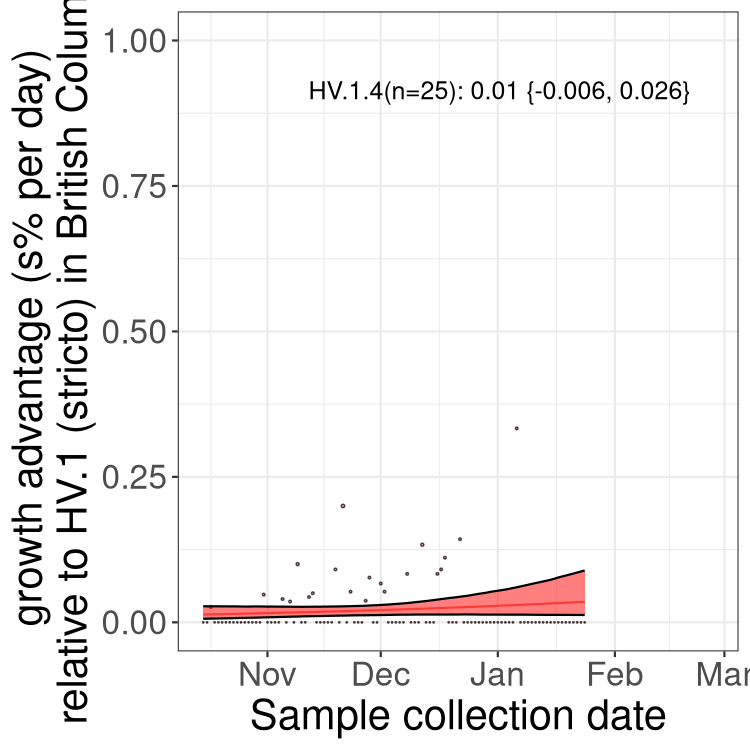 growth advantage (s% per day)
relative to HV.1 (stricto) in British Colum
1.00
0.75
0.50
0.25
0.00
HV.1.4(n=25): 0.01 {-0.006, 0.026}
Nov Dec Jan Feb Mar
Sample collection date